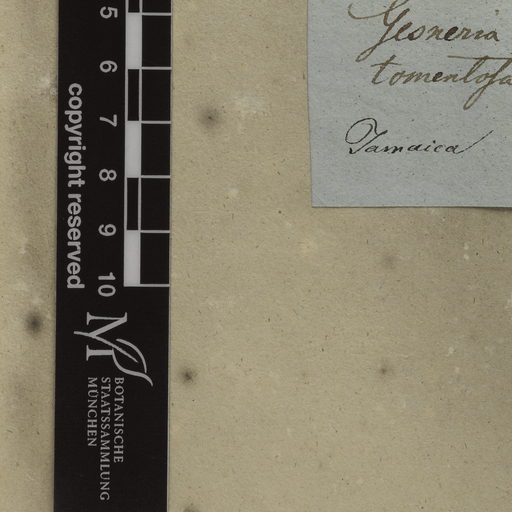 Gesneria
tomentosa
Jamaica
5
6
7
8
9
10
copyright reserved
BOTANISCHE
STAATSSAMMLUNG
MÜNCHEN